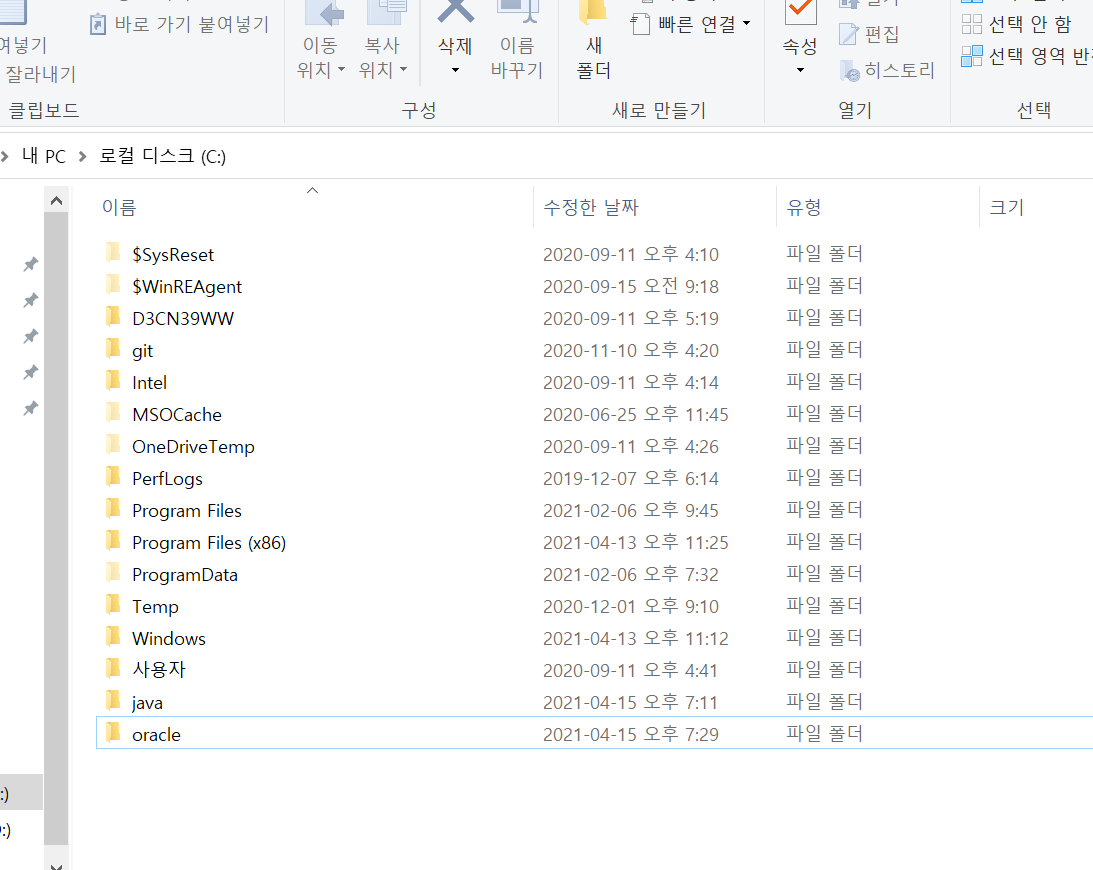 바로 가기 붙여넣기
여넣기
잘라내기
클립보드
이동
위치
복사
위치
삭제
이름
바꾸기
구성
새
폴더
빠른 연결
새로 만들기
속성
편집
히스토리
열기
선택 안 함
선택 영역 반
선택
내 PC > 로컬 디스크 (C:)
이름 수정한 날짜 유형 크기
$SysReset 2020-09-11 오후 4:10 파일 폴더
$WinREAgent 2020-09-15 오전 9:18 파일 폴더
D3CN39WW 2020-09-11 오후 5:19 파일 폴더
git 2020-11-10 오후 4:20 파일 폴더
Intel 2020-09-11 오후 4:14 파일 폴더
MSOCache 2020-06-25 오후 11:45 파일 폴더
OneDriveTemp 2020-09-11 오후 4:26 파일 폴더
PerfLogs 2019-12-07 오후 6:14 파일 폴더
Program Files 2021-02-06 오후 9:45 파일 폴더
Program Files (x86) 2021-04-13 오후 11:25 파일 폴더
ProgramData 2021-02-06 오후 7:32 파일 폴더
Temp 2020-12-01 오후 9:10 파일 폴더
Windows 2021-04-13 오후 11:12 파일 폴더
사용자 2020-09-11 오후 4:41 파일 폴더
java 2021-04-15 오후 7:11 파일 폴더
oracle 2021-04-15 오후 7:29 파일 폴더
:)
:)